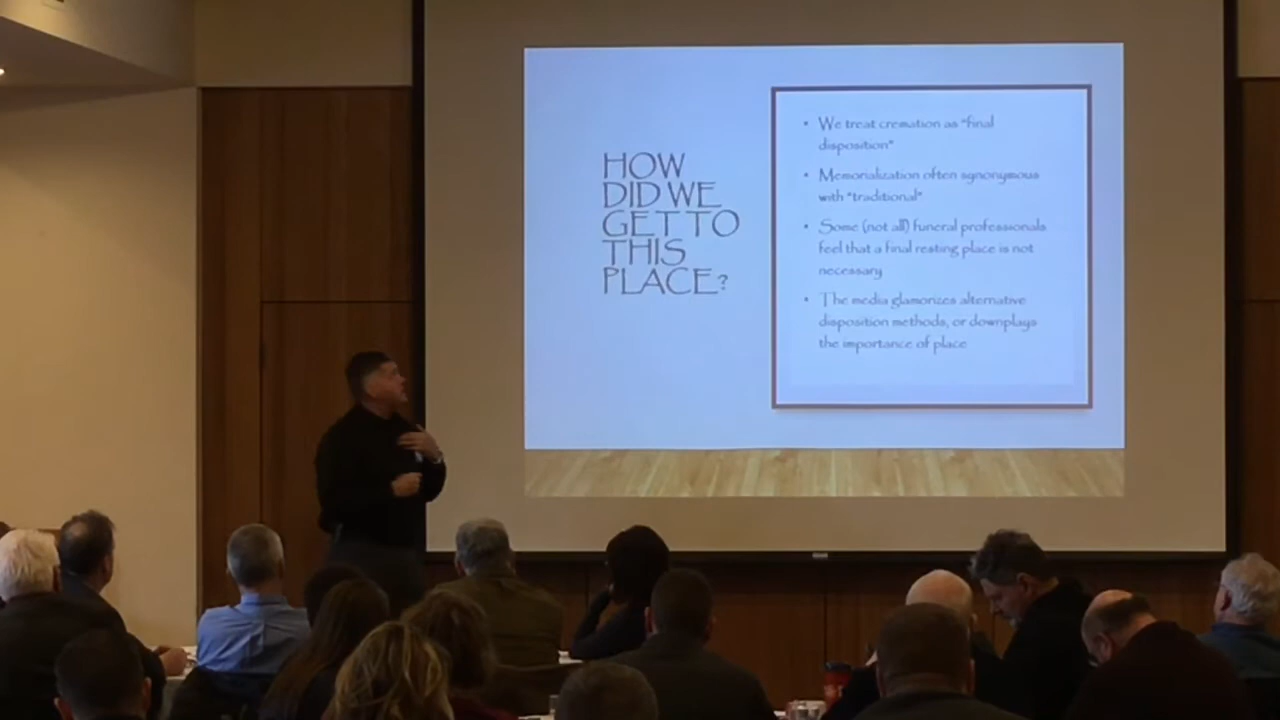 HOW
DID WE
GET TO
THIS
PLACE?
• We treat cremation as "final
disposition"
• Memorialization often synonymous
with "traditional"
• Some (not all) funeral professionals
feel that a final resting place is not
necessary
• The media glamorizes alternative
disposition methods, or downplays
the importance of place